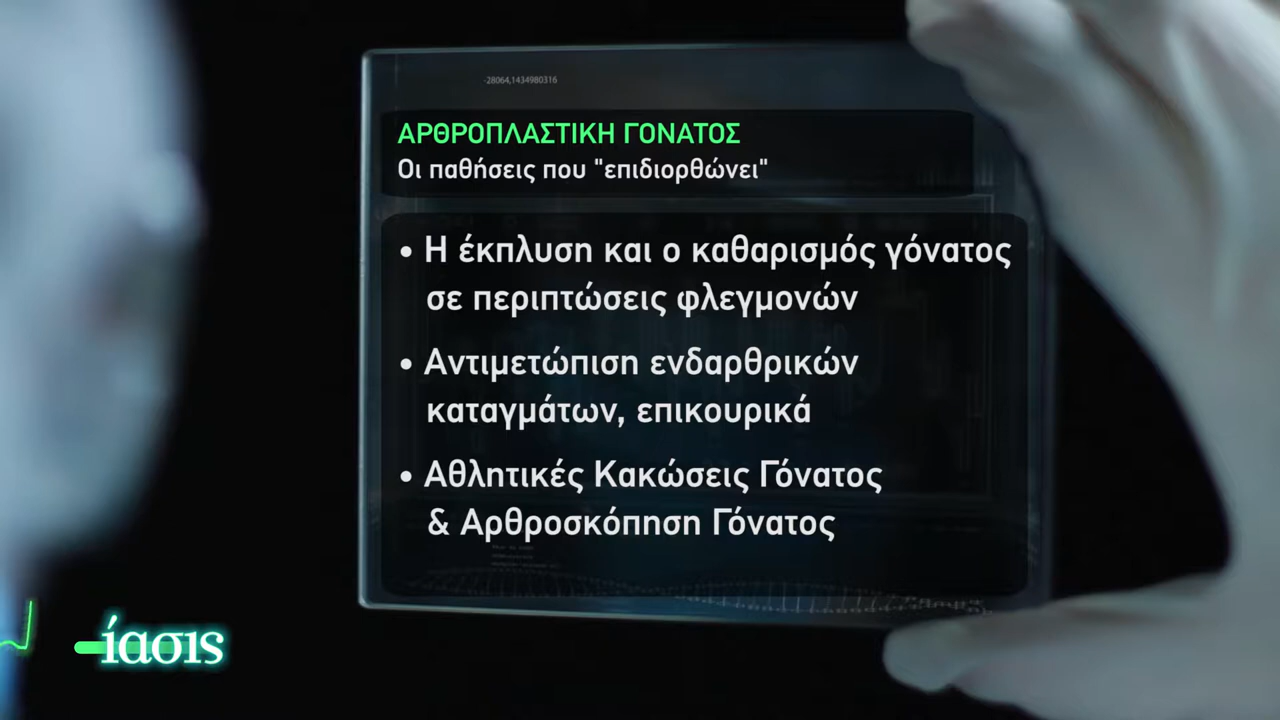 -28064,1434980316
ΑΡΘΡΟΠΛΑΣΤΙΚΗ ΓΟΝΑΤΟΣ
Οι παθήσεις που "επιδιορθώνει"
• Η έκπλυση και ο καθαρισμός γόνατος
σε περιπτώσεις φλεγμονών
• Αντιμετώπιση ενδαρθρικών
καταγμάτων, επικουρικά
• Αθλητικές Κακώσεις Γόνατος
& Αρθροσκόπηση Γόνατος
ίασις